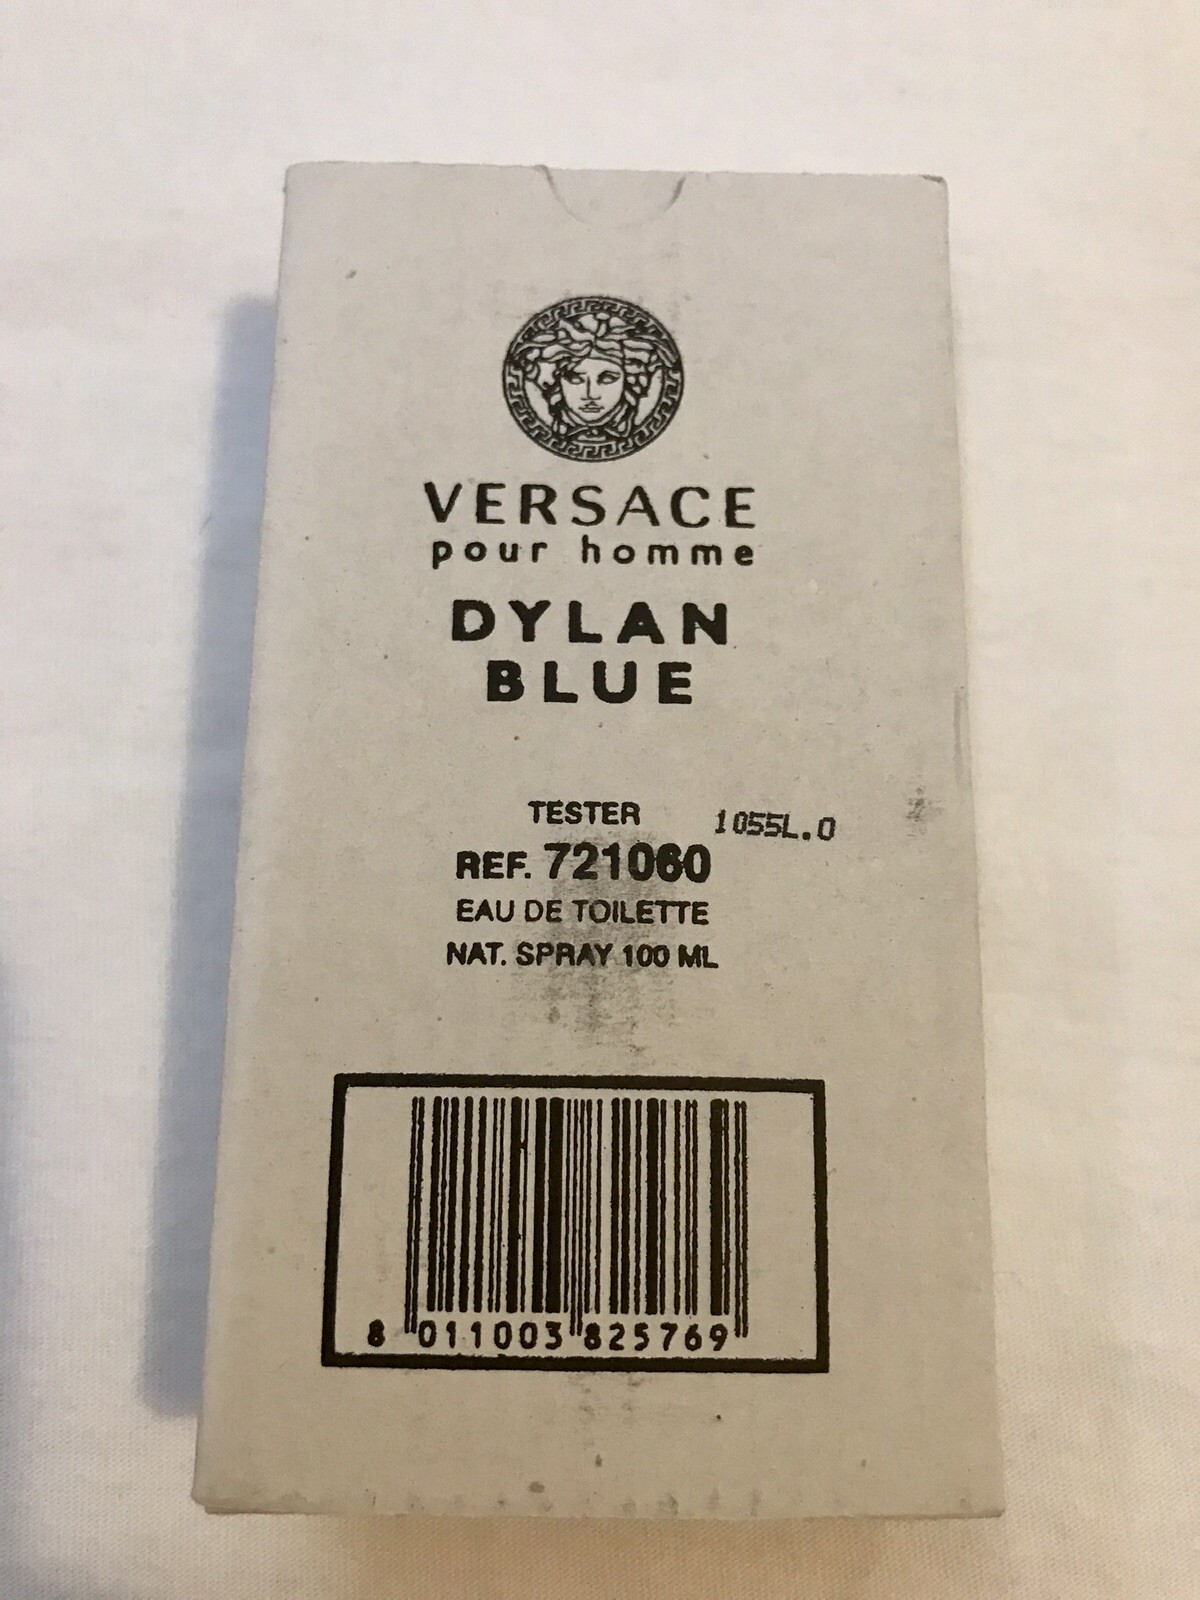 VERSACE
pour homme
DYLAN
BLUE
TESTER 1055L.0
REF. 721060
EAU DE TOILETTE
NAT. SPRAY 100 ML
8 011003 825769